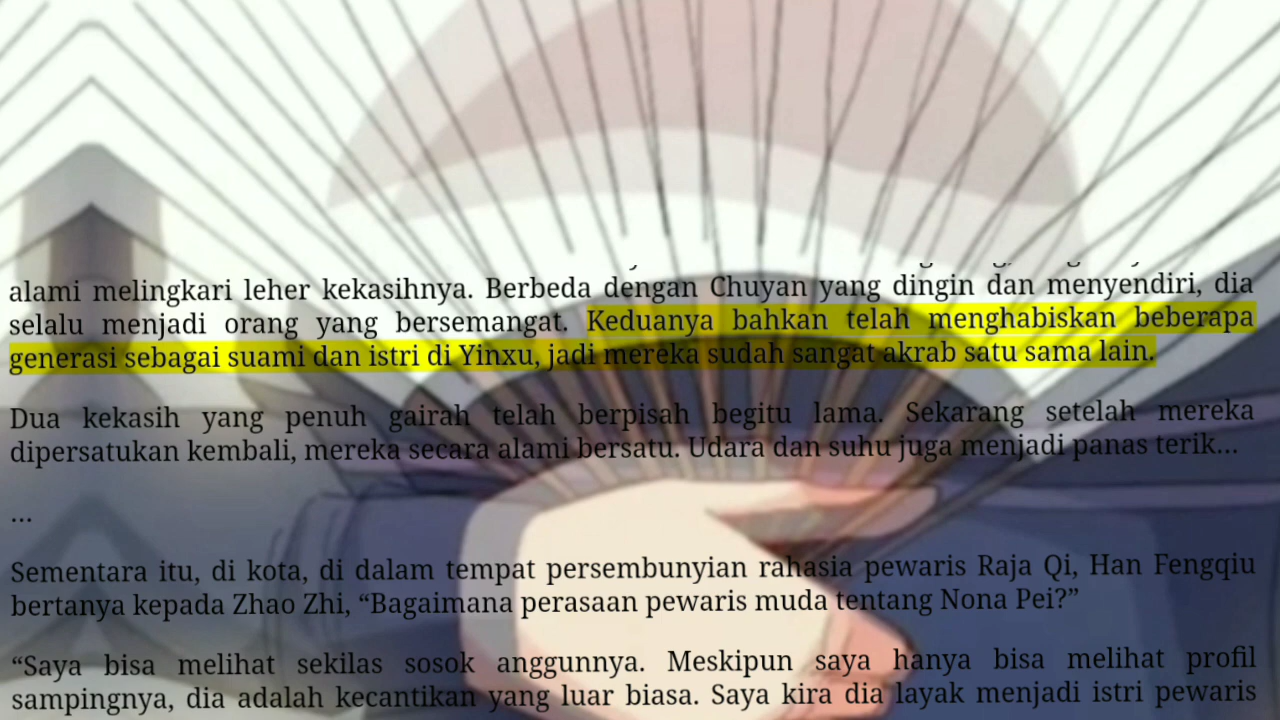 alami melingkari leher kekasihnya. Berbeda dengan Chuyan yang dingin dan menyendiri, dia
selalu menjadi orang yang bersemangat. Keduanya bahkan telah menghabiskan beberapa
generasi sebagai suami dan istri di Yinxu, jadi mereka sudah sangat akrab satu sama lain.
Dua kekasih yang penuh gairah telah berpisah begitu lama. Sekarang setelah mereka
dipersatukan kembali, mereka secara alami bersatu. Udara dan suhu juga menjadi panas terik...
...
Sementara itu, di kota, di dalam tempat persembunyian rahasia pewaris Raja Qi, Han Fengqiu
bertanya kepada Zhao Zhi, “Bagaimana perasaan pewaris muda tentang Nona Pei?”
“Saya bisa melihat sekilas sosok anggunnya. Meskipun saya hanya bisa melihat profil
sampingnya, dia adalah kecantikan yang luar biasa. Saya kira dia layak menjadi istri pewaris